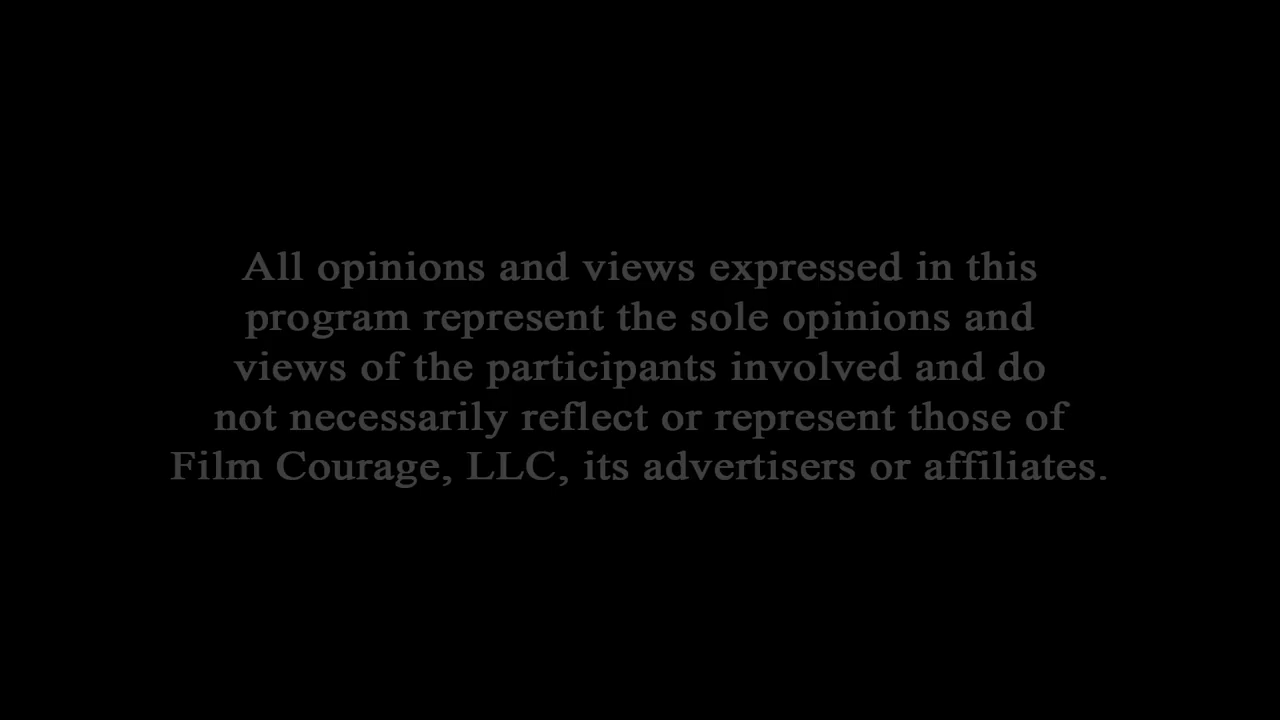 All opinions and views expressed in this
program represent the sole opinions and
views of the participants involved and do
not necessarily reflect or represent those of
Film Courage, LLC, its advertisers or affiliates.